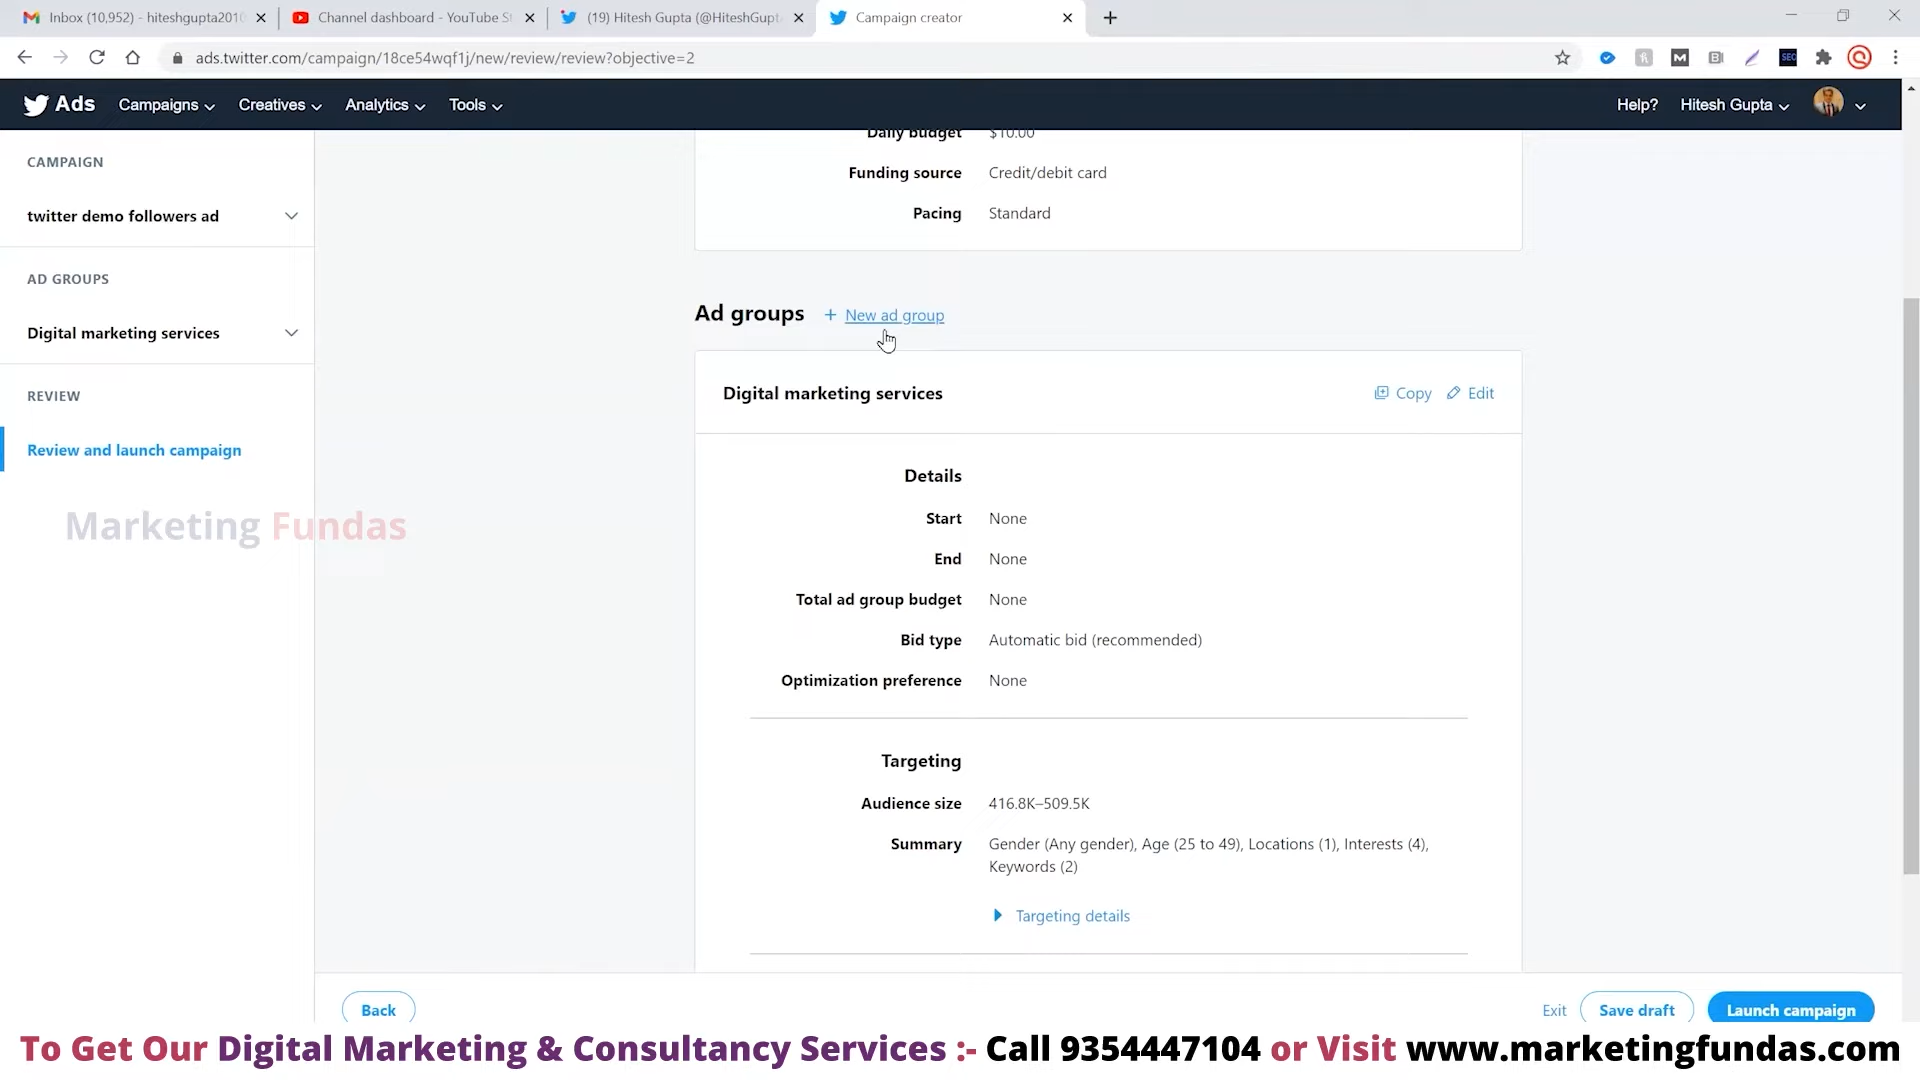 Inbox (10,952) - hiteshgupta2010
Channel dashboard - YouTube St
(19) Hitesh Gupta (@HiteshGupt
Campaign creator
ads.twitter.com/campaign/18ce54wqf1j/new/review/review?objective=2
Ads Campaigns Creatives Analytics Tools Help? Hitesh Gupta
CAMPAIGN
twitter demo followers ad
AD GROUPS
Digital marketing services
REVIEW
Review and launch campaign
Marketing Fundas
Daily budget $10.00
Funding source Credit/debit card
Pacing Standard
Ad groups + New ad group
Digital marketing services Copy Edit
Details
Start None
End None
Total ad group budget None
Bid type Automatic bid (recommended)
Optimization preference None
Targeting
Audience size 416.8K–509.5K
Summary Gender (Any gender), Age (25 to 49), Locations (1), Interests (4),
Keywords (2)
Targeting details
Back Exit Save draft Launch campaign
To Get Our Digital Marketing & Consultancy Services :- Call 9354447104 or Visit www.marketingfundas.com